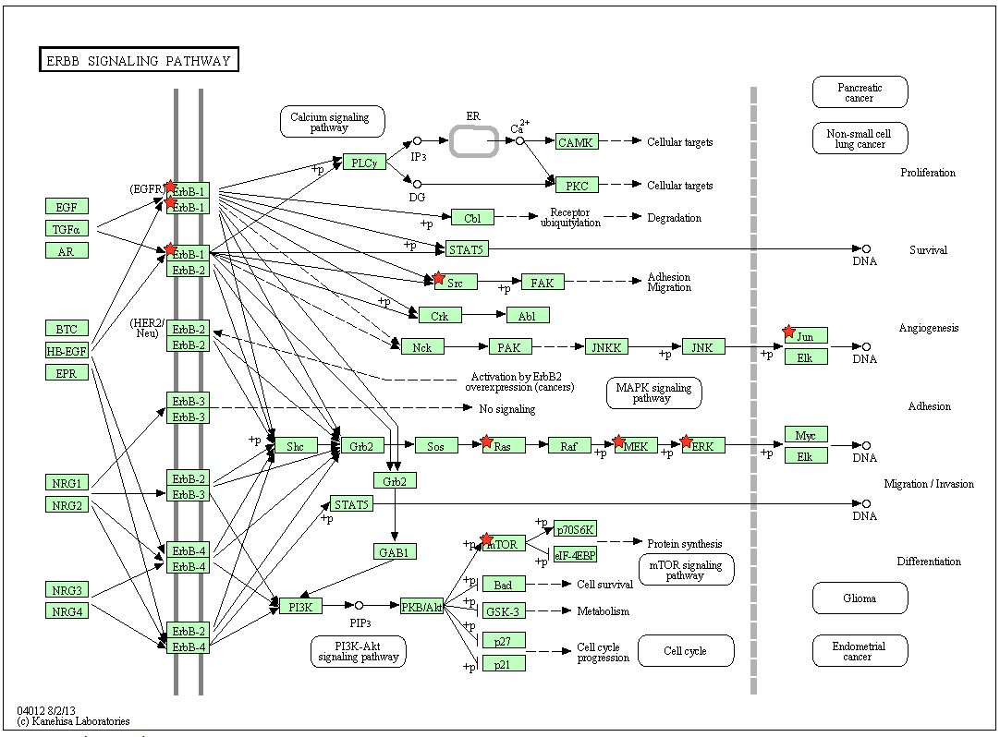 ERBB SIGNALING PATHWAY
Pancreatic
cancer
Non-small cell
lung cancer
Calcium signaling
pathway
ER
Ca2+
IP3
DG
PLCγ
+p
CAMK
Cellular targets
PKC
Cellular targets
Proliferation
(EGFR)
ErbB-1
ErbB-1
EGF
TGFα
AR
+p
Cbl
Receptor
ubiquitylation
Degradation
ErbB-1
ErbB-2
+p
STAT5
DNA
Survival
Src
+p
FAK
Adhesion
Migration
+p
Crk
Abl
BTC
HB-EGF
EPR
(HER2/
Neu)
ErbB-2
ErbB-2
Nck
PAK
JNKK
+p
JNK
+p
Jun
Elk
DNA
Angiogenesis
Activation by ErbB2
overexpression (cancers)
MAPK signaling
pathway
ErbB-3
ErbB-3
No signaling
Adhesion
+p
Shc
Grb2
Sos
Ras
Raf
+p
MEK
+p
ERK
+p
Myc
Elk
DNA
NRG1
NRG2
ErbB-2
ErbB-3
Grb2
Migration / Invasion
STAT5
+p
DNA
ErbB-4
ErbB-4
GAB1
+p
mTOR
+p
p70S6K
+p
eIF-4EBP
Protein synthesis
mTOR signaling
pathway
Differentiation
NRG3
NRG4
+p
Bad
Cell survival
Glioma
PI3K
PIP3
PKB/Akt
+p
GSK-3
Metabolism
ErbB-2
ErbB-4
PI3K-Akt
signaling pathway
+p
p27
+p
p21
Cell cycle
progression
Cell cycle
Endometrial
cancer
04012 8/2/13
(c) Kanehisa Laboratories